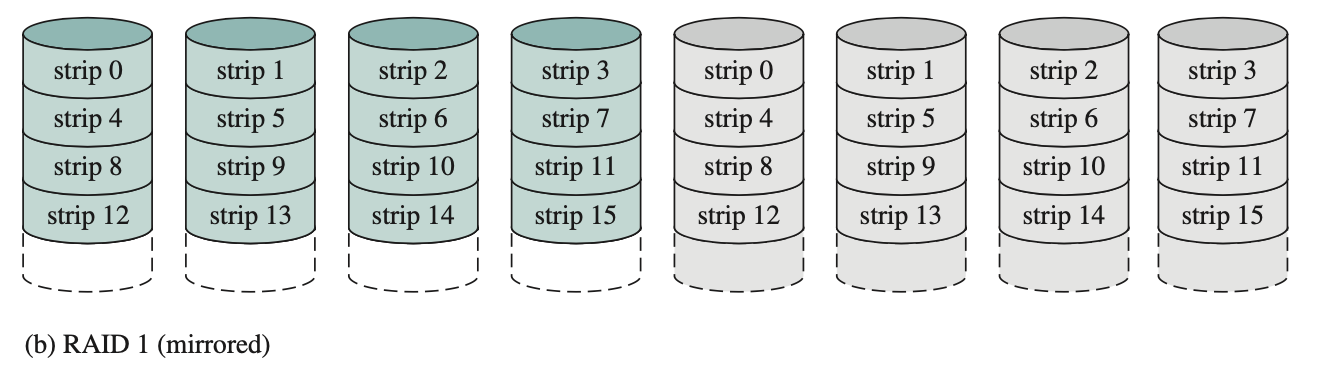 strip 0 strip 1 strip 2 strip 3 strip 0 strip 1 strip 2 strip 3
strip 4 strip 5 strip 6 strip 7 strip 4 strip 5 strip 6 strip 7
strip 8 strip 9 strip 10 strip 11 strip 8 strip 9 strip 10 strip 11
strip 12 strip 13 strip 14 strip 15 strip 12 strip 13 strip 14 strip 15
(b) RAID 1 (mirrored)